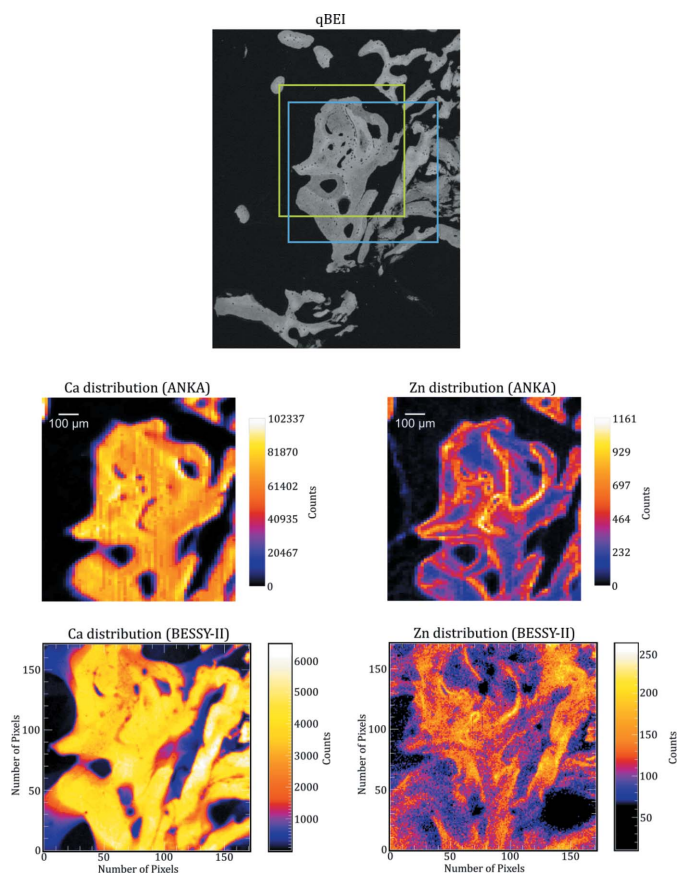 qBEI
Ca distribution (ANKA)
100 µm
102337
81870
61402
40935
20467
0
Counts
Zn distribution (ANKA)
100 µm
1161
929
697
464
232
0
Counts
Ca distribution (BESSY-II)
150
100
50
0
Number of Pixels
50
100
150
Number of Pixels
6000
5000
4000
3000
2000
1000
Counts
Zn distribution (BESSY-II)
150
100
50
0
Number of Pixels
50
100
150
Number of Pixels
250
200
150
100
50
Counts